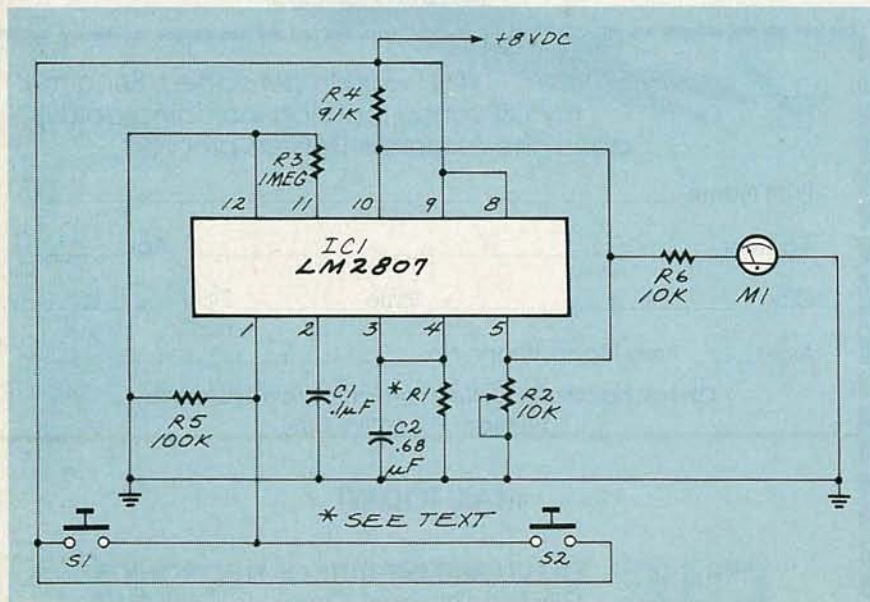 +8VDC
R4
9.1K
R3
1MEG
12 11 10 9 8
IC1
LM2807
R6
10K
M1
1 2 3 4 5
R5
100K
C1
.1µF
C2
.68
µF
* R1
R2
10K
* SEE TEXT
S1
S2